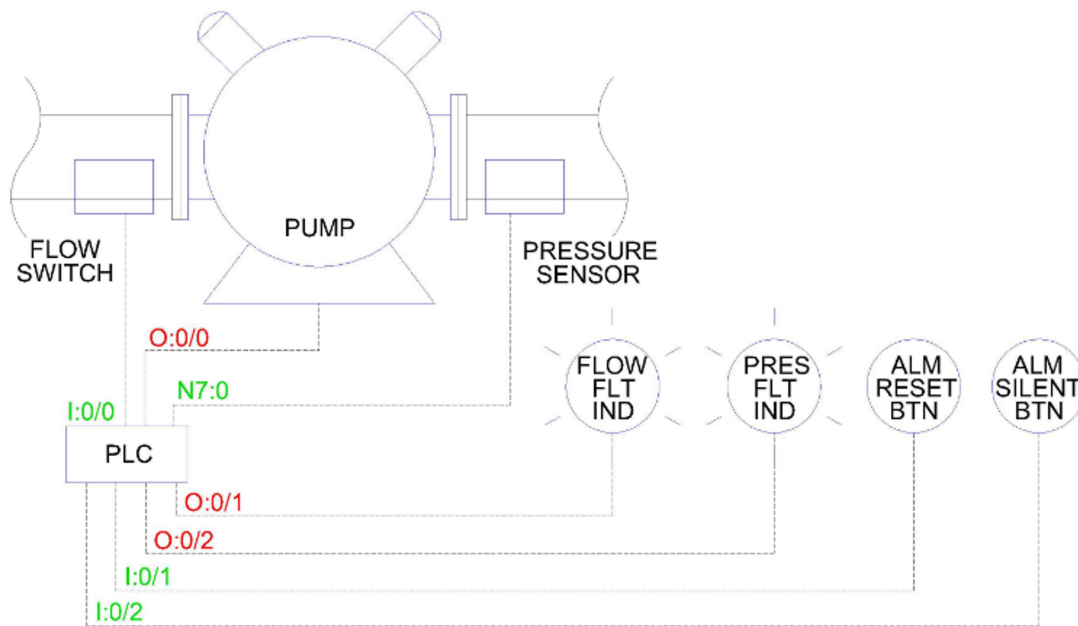 PUMP
FLOW
SWITCH
PRESSURE
SENSOR
O:0/0
N7:0
I:0/0
PLC
FLOW
FLT
IND
PRES
FLT
IND
ALM
RESET
BTN
ALM
SILENT
BTN
O:0/1
O:0/2
I:0/1
I:0/2